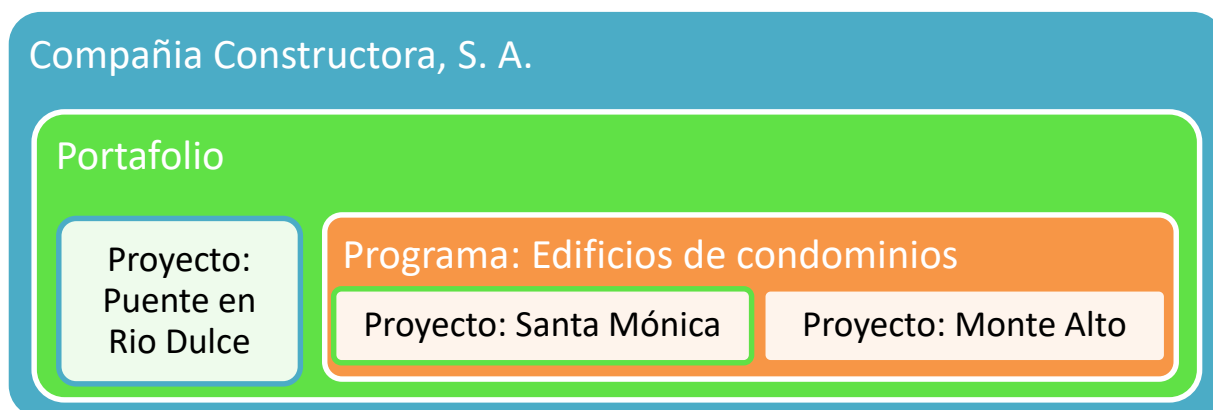 Compañia Constructora, S. A.
Portafolio
Proyecto:
Puente en
Rio Dulce
Programa: Edificios de condominios
Proyecto: Santa Mónica
Proyecto: Monte Alto